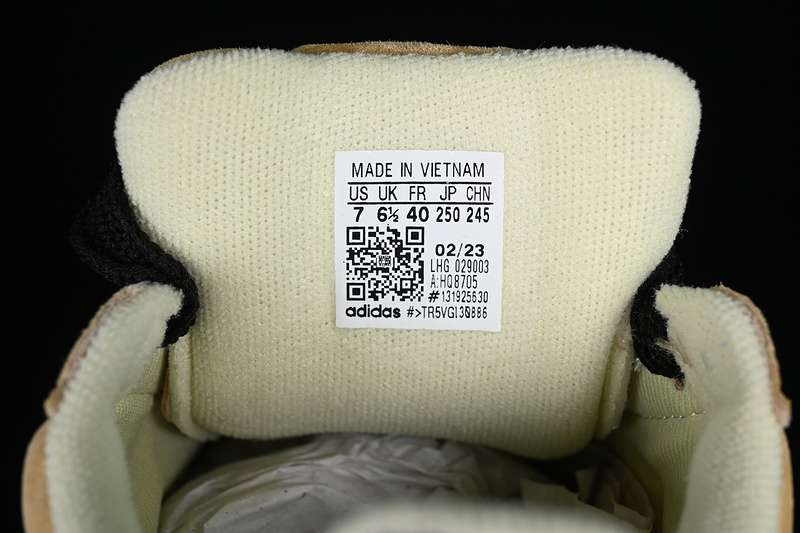 MADE IN VIETNAM
US UK FR JP CHN
7 6½ 40 250 245
02/23
LHG 029003
A:HQ8705
#131925630
adidas #>TR5VGI30886